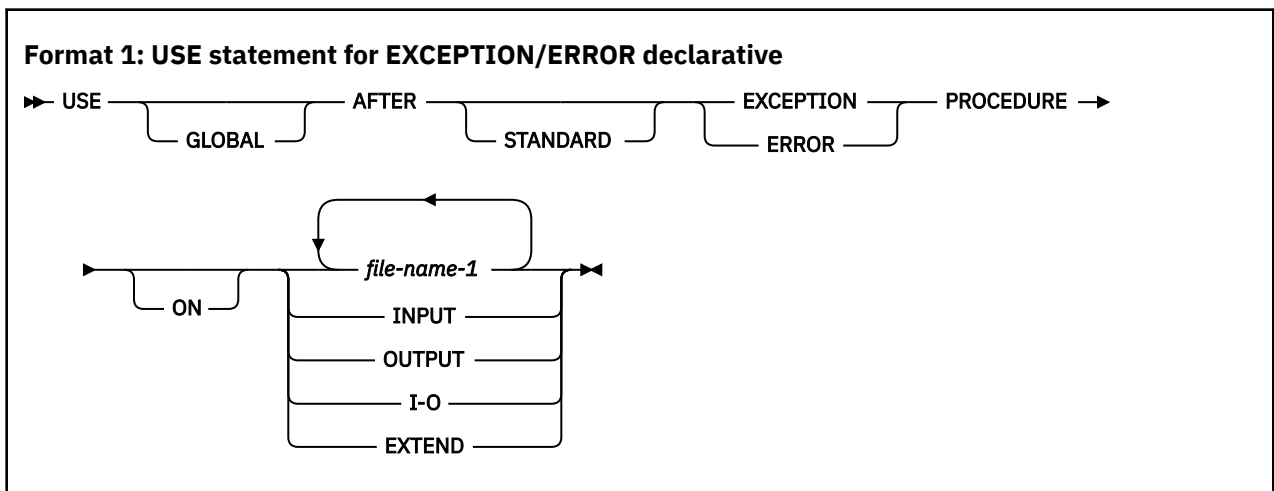 Format 1: USE statement for EXCEPTION/ERROR declarative
USE AFTER EXCEPTION PROCEDURE
GLOBAL STANDARD ERROR
file-name-1
ON
INPUT
OUTPUT
I-O
EXTEND